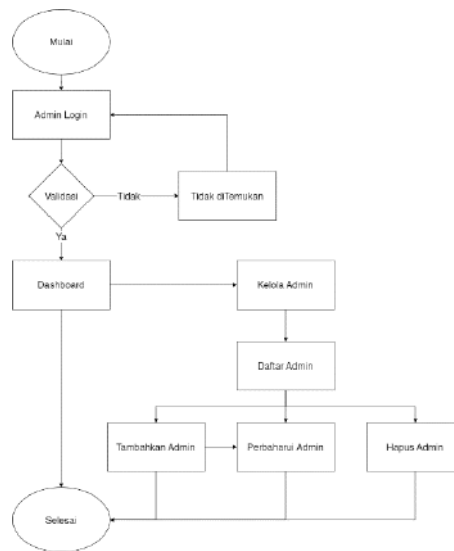 Mulai
Admin Login
Validasi
Tidak
Tidak diTemukan
Ya
Dashboard
Kelola Admin
Daftar Admin
Tambahkan Admin
Perbaharui Admin
Hapus Admin
Selesai